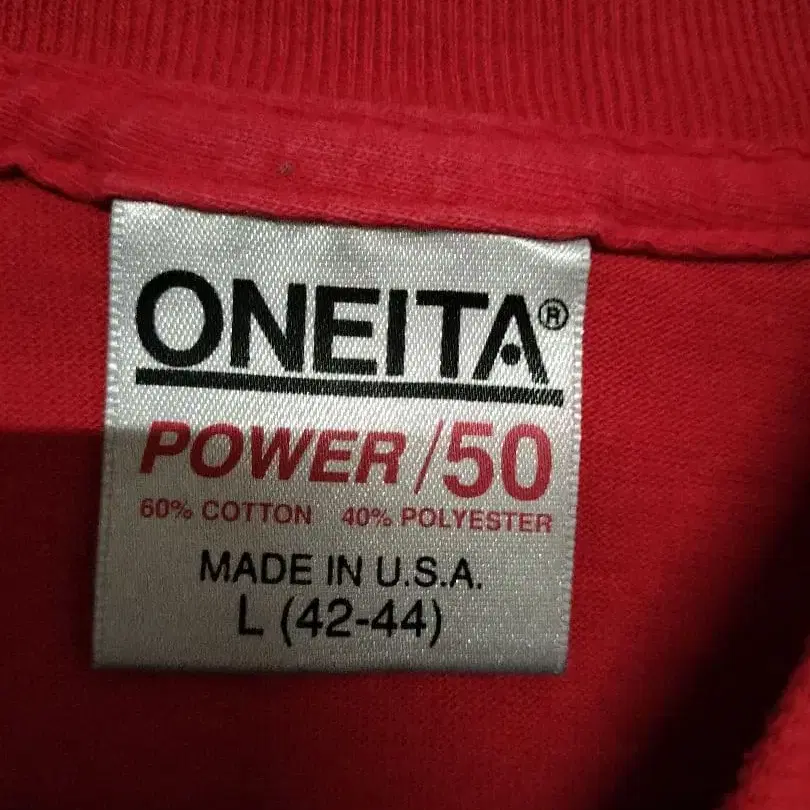 ONEITA®
POWER/50
60% COTTON 40% POLYESTER
MADE IN U.S.A.
L (42-44)